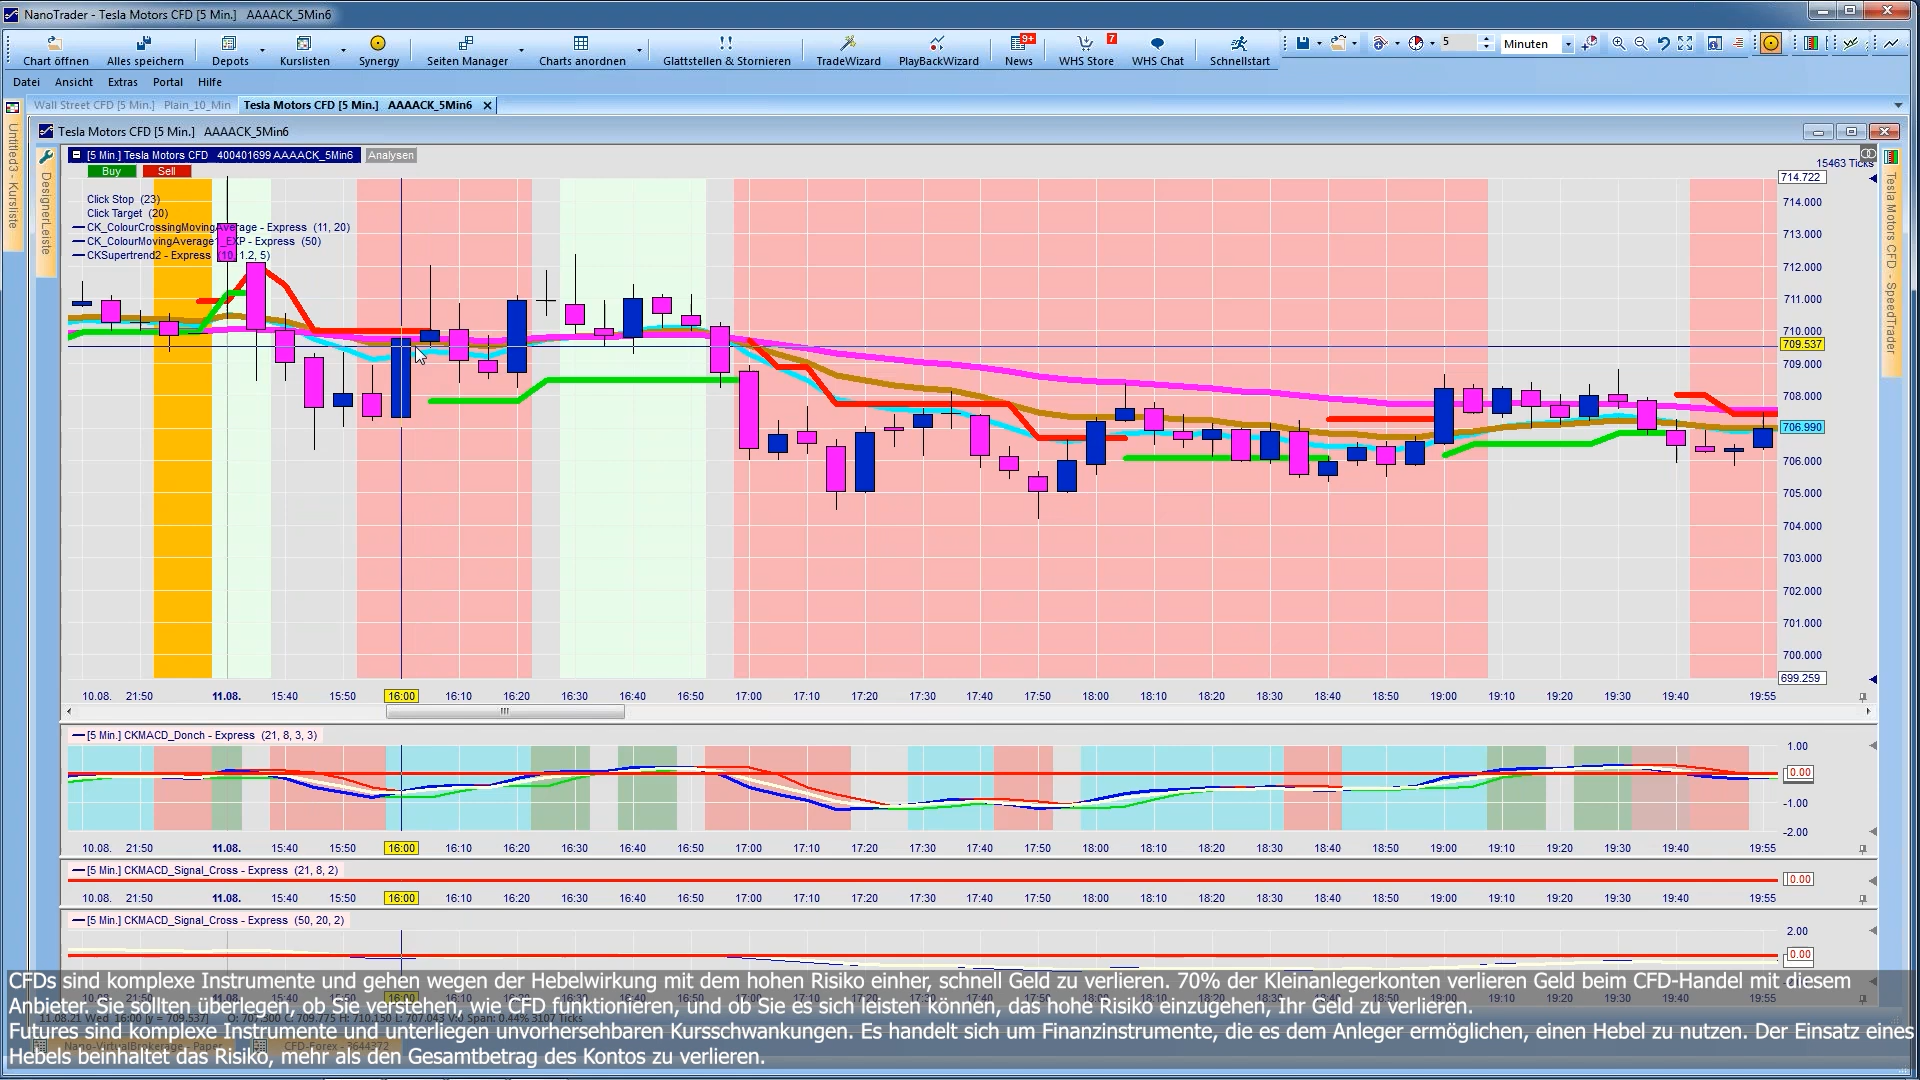 NanoTrader - Tesla Motors CFD [5 Min.]   AAAACK_5Min6
Chart öffnen
Alles speichern
Depots
Kurslisten
Synergy
Seiten Manager
Charts anordnen
Glattstellen & Stornieren
TradeWizard
PlayBackWizard
9+
News
7
WHS Store
WHS Chat
Schnellstart
5
Minuten
Datei   Ansicht   Extras   Portal   Hilfe
Wall Street CFD [5 Min.]   Plain_10_Min
Tesla Motors CFD [5 Min.]   AAAACK_5Min6
Untitled3 - Kursliste
DesignerLeiste
Tesla Motors CFD [5 Min.]   AAAACK_5Min6
[5 Min.] Tesla Motors CFD   400401699 AAAACK_5Min6
Analysen
Buy
Sell
15463 Ticks
Tesla Motors CFD - SpeedTrader
Click Stop (23)
Click Target (20)
CK_ColourCrossingMovingAverage - Express (11, 20)
CK_ColourMovingAverage1_EXP - Express (50)
CKSupertrend2 - Express (10, 1.2, 5)
714.722
714.000
713.000
712.000
711.000
710.000
709.537
709.000
708.000
706.990
706.000
705.000
704.000
703.000
702.000
701.000
700.000
699.259
10.08. 21:50 11.08. 15:40 15:50 16:00 16:10 16:20 16:30 16:40 16:50 17:00 17:10 17:20 17:30 17:40 17:50 18:00 18:10 18:20 18:30 18:40 18:50 19:00 19:10 19:20 19:30 19:40 19:55
[5 Min.] CKMACD_Donch - Express (21, 8, 3, 3)
1.00
0.00
-1.00
-2.00
10.08. 21:50 11.08. 15:40 15:50 16:00 16:10 16:20 16:30 16:40 16:50 17:00 17:10 17:20 17:30 17:40 17:50 18:00 18:10 18:20 18:30 18:40 18:50 19:00 19:10 19:20 19:30 19:40 19:55
[5 Min.] CKMACD_Signal_Cross - Express (21, 8, 2)
0.00
10.08. 21:50 11.08. 15:40 15:50 16:00 16:10 16:20 16:30 16:40 16:50 17:00 17:10 17:20 17:30 17:40 17:50 18:00 18:10 18:20 18:30 18:40 18:50 19:00 19:10 19:20 19:30 19:40 19:55
[5 Min.] CKMACD_Signal_Cross - Express (50, 20, 2)
2.00
0.00
CFDs sind komplexe Instrumente und gehen wegen der Hebelwirkung mit dem hohen Risiko einher, schnell Geld zu verlieren. 70% der Kleinanlegerkonten verlieren Geld beim CFD-Handel mit diesem
Anbieter. Sie sollten überlegen, ob Sie verstehen, wie CFD funktionieren, und ob Sie es sich leisten können, das hohe Risiko einzugehen, Ihr Geld zu verlieren.
Futures sind komplexe Instrumente und unterliegen unvorhersehbaren Kursschwankungen. Es handelt sich um Finanzinstrumente, die es dem Anleger ermöglichen, einen Hebel zu nutzen. Der Einsatz eines
Hebels beinhaltet das Risiko, mehr als den Gesamtbetrag des Kontos zu verlieren.